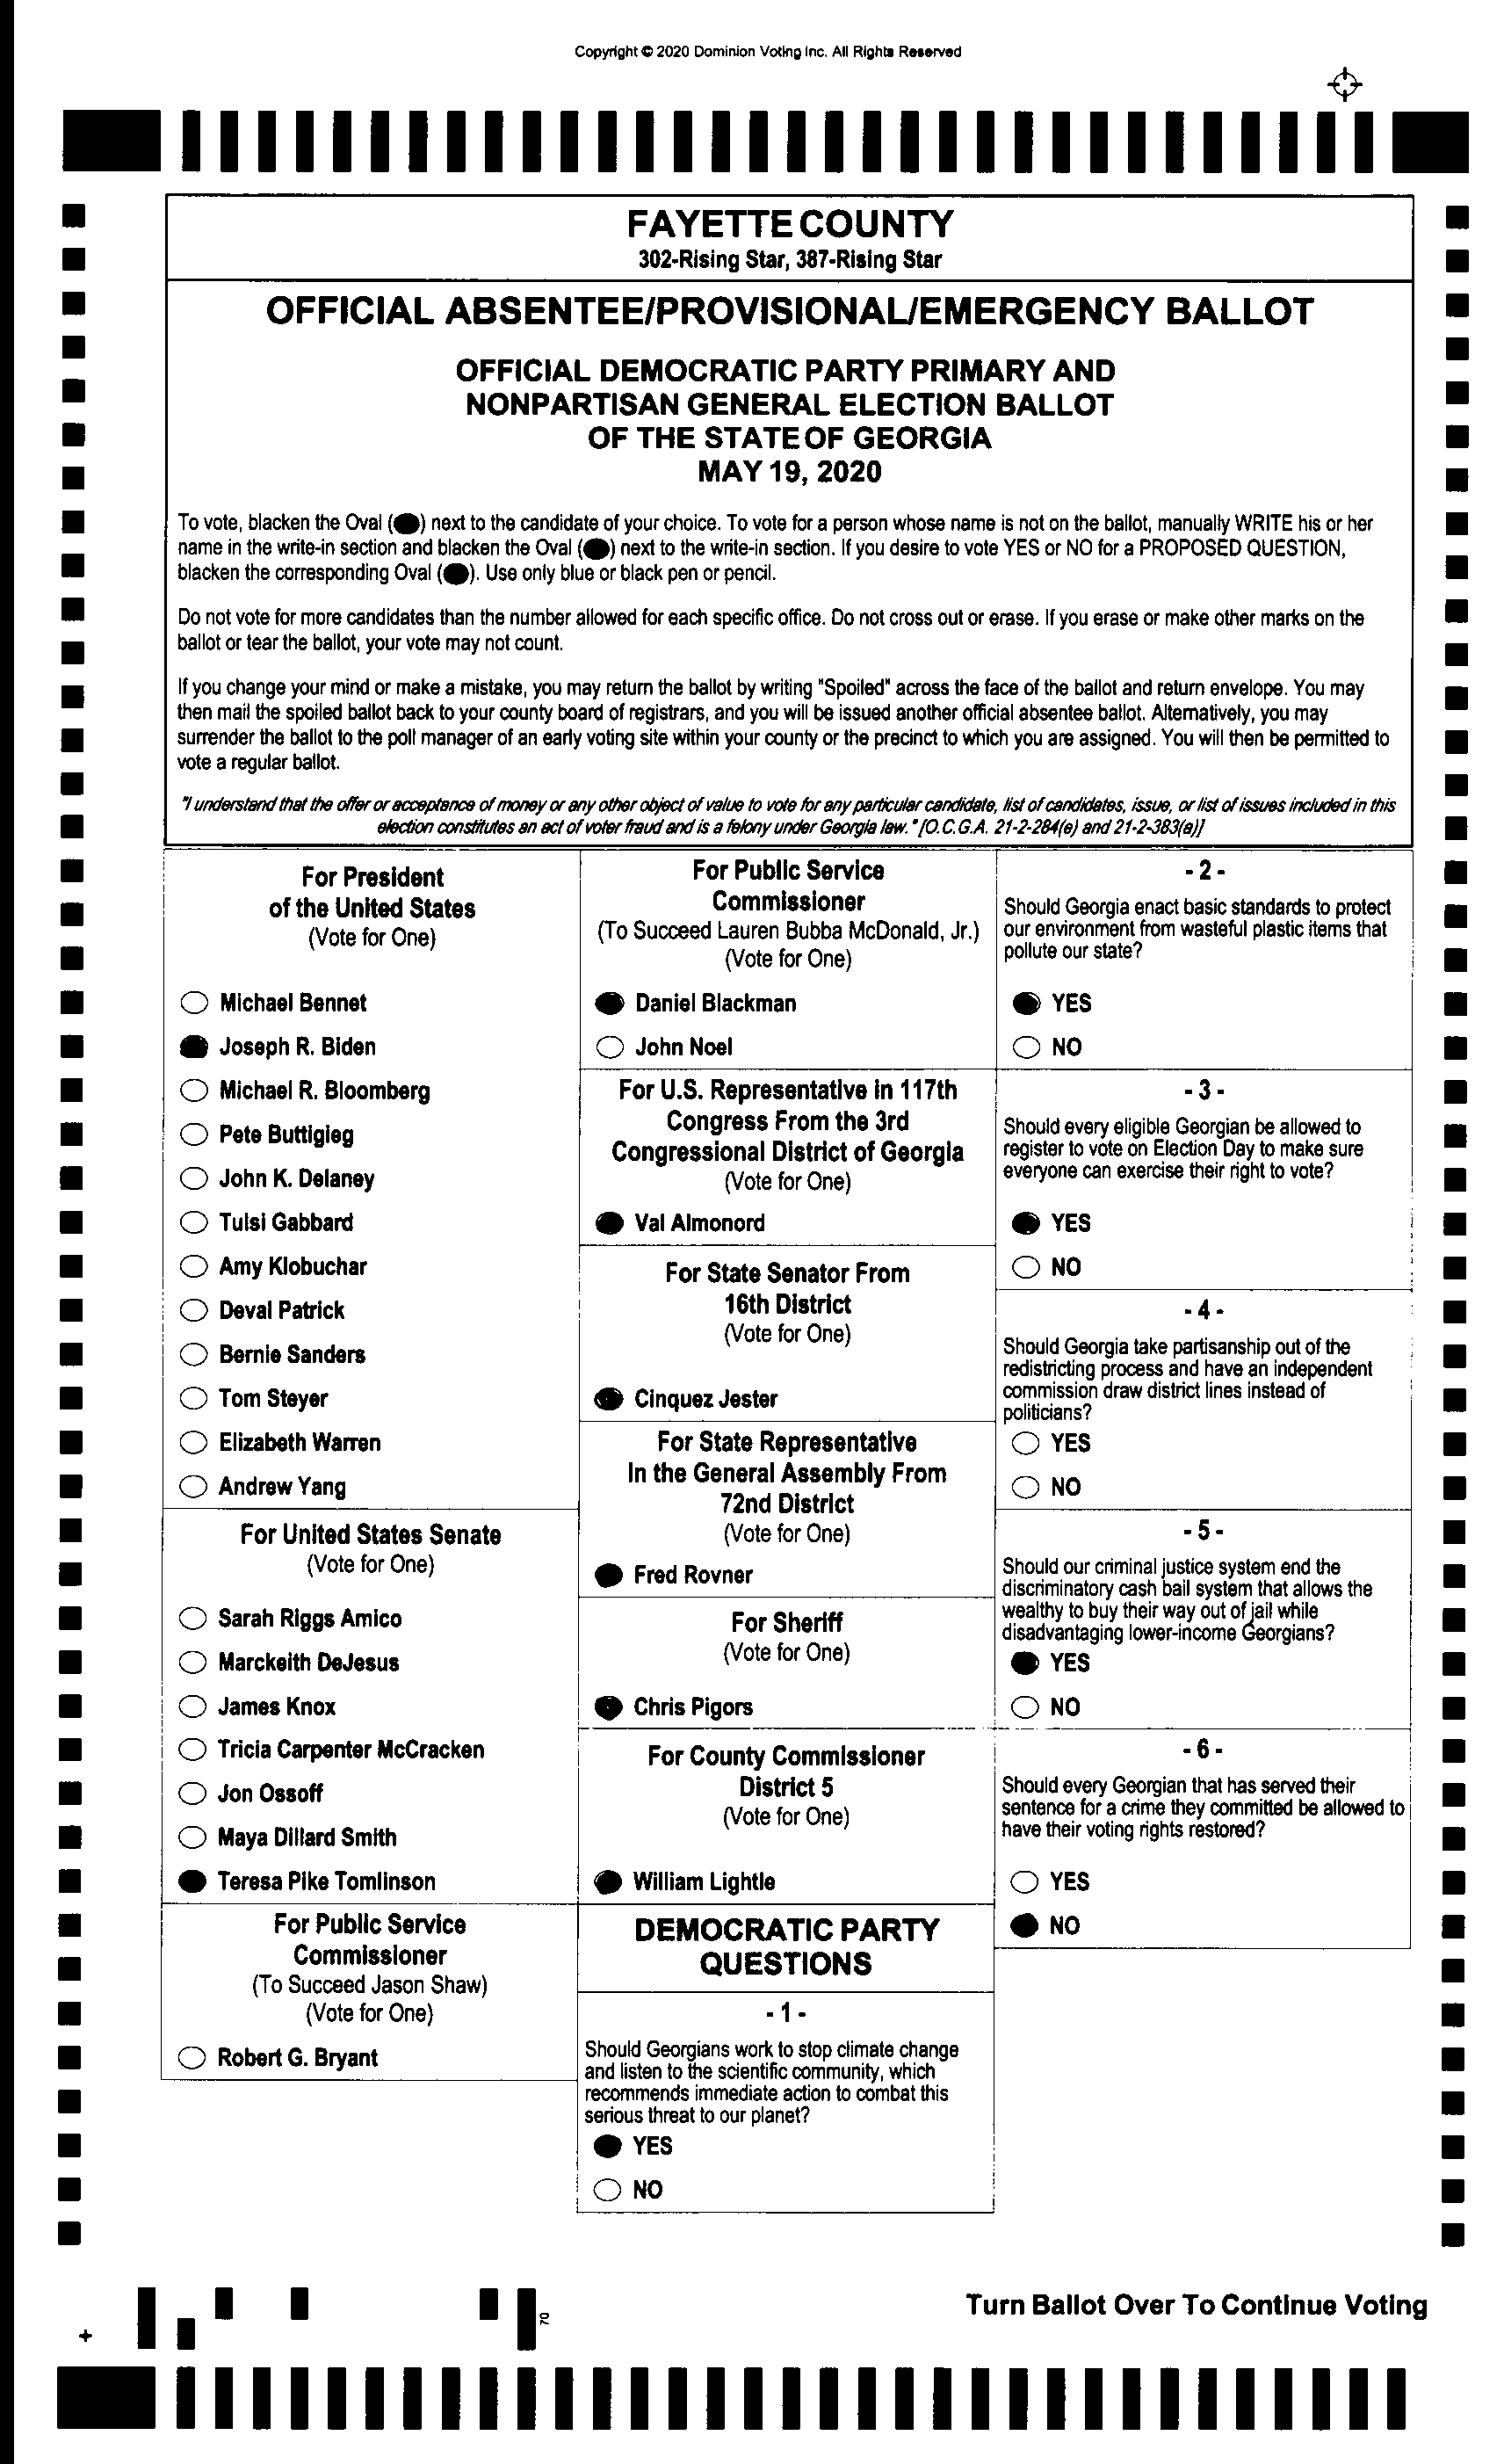 Copyright © 2020 Dominion Voting Inc. All Rights Reserved
FAYETTE COUNTY
302-Rising Star, 387-Rising Star
OFFICIAL ABSENTEE/PROVISIONAL/EMERGENCY BALLOT
OFFICIAL DEMOCRATIC PARTY PRIMARY AND
NONPARTISAN GENERAL ELECTION BALLOT
OF THE STATE OF GEORGIA
MAY 19, 2020
To vote, blacken the Oval ( ) next to the candidate of your choice. To vote for a person whose name is not on the ballot, manually WRITE his or her
name in the write-in section and blacken the Oval ( ) next to the write-in section. If you desire to vote YES or NO for a PROPOSED QUESTION,
blacken the corresponding Oval ( ). Use only blue or black pen or pencil.
Do not vote for more candidates than the number allowed for each specific office. Do not cross out or erase. If you erase or make other marks on the
ballot or tear the ballot, your vote may not count.
If you change your mind or make a mistake, you may return the ballot by writing "Spoiled" across the face of the ballot and return envelope. You may
then mail the spoiled ballot back to your county board of registrars, and you will be issued another official absentee ballot. Alternatively, you may
surrender the ballot to the poll manager of an early voting site within your county or the precinct to which you are assigned. You will then be permitted to
vote a regular ballot.
"I understand that the offer or acceptance of money or any other object of value to vote for any particular candidate, list of candidates, issue, or list of issues included in this
election constitutes an act of voter fraud and is a felony under Georgia law." [O.C.G.A. 21-2-284(e) and 21-2-383(a)]
For President
of the United States
(Vote for One)
Michael Bennet
Joseph R. Biden
Michael R. Bloomberg
Pete Buttigieg
John K. Delaney
Tulsi Gabbard
Amy Klobuchar
Deval Patrick
Bernie Sanders
Tom Steyer
Elizabeth Warren
Andrew Yang
For United States Senate
(Vote for One)
Sarah Riggs Amico
Marckeith DeJesus
James Knox
Tricia Carpenter McCracken
Jon Ossoff
Maya Dillard Smith
Teresa Pike Tomlinson
For Public Service
Commissioner
(To Succeed Jason Shaw)
(Vote for One)
Robert G. Bryant
For Public Service
Commissioner
(To Succeed Lauren Bubba McDonald, Jr.)
(Vote for One)
Daniel Blackman
John Noel
For U.S. Representative in 117th
Congress From the 3rd
Congressional District of Georgia
(Vote for One)
Val Almonord
For State Senator From
16th District
(Vote for One)
Cinquez Jester
For State Representative
In the General Assembly From
72nd District
(Vote for One)
Fred Rovner
For Sheriff
(Vote for One)
Chris Pigors
For County Commissioner
District 5
(Vote for One)
William Lightle
DEMOCRATIC PARTY
QUESTIONS
- 1 -
Should Georgians work to stop climate change
and listen to the scientific community, which
recommends immediate action to combat this
serious threat to our planet?
YES
NO
- 2 -
Should Georgia enact basic standards to protect
our environment from wasteful plastic items that
pollute our state?
YES
NO
- 3 -
Should every eligible Georgian be allowed to
register to vote on Election Day to make sure
everyone can exercise their right to vote?
YES
NO
- 4 -
Should Georgia take partisanship out of the
redistricting process and have an independent
commission draw district lines instead of
politicians?
YES
NO
- 5 -
Should our criminal justice system end the
discriminatory cash bail system that allows the
wealthy to buy their way out of jail while
disadvantaging lower-income Georgians?
YES
NO
- 6 -
Should every Georgian that has served their
sentence for a crime they committed be allowed to
have their voting rights restored?
YES
NO
70
Turn Ballot Over To Continue Voting